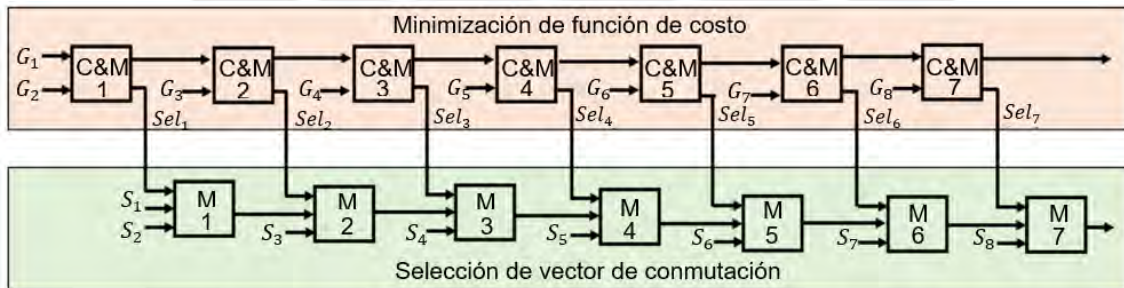 Minimización de función de costo
G₁
G₂
C&M 1
G₃
C&M 2
G₄
C&M 3
G₅
C&M 4
G₆
C&M 5
G₇
C&M 6
G₈
C&M 7
Sel₁
Sel₂
Sel₃
Sel₄
Sel₅
Sel₆
Sel₇
S₁
S₂
M 1
S₃
M 2
S₄
M 3
S₅
M 4
S₆
M 5
S₇
M 6
S₈
M 7
Selección de vector de conmutación